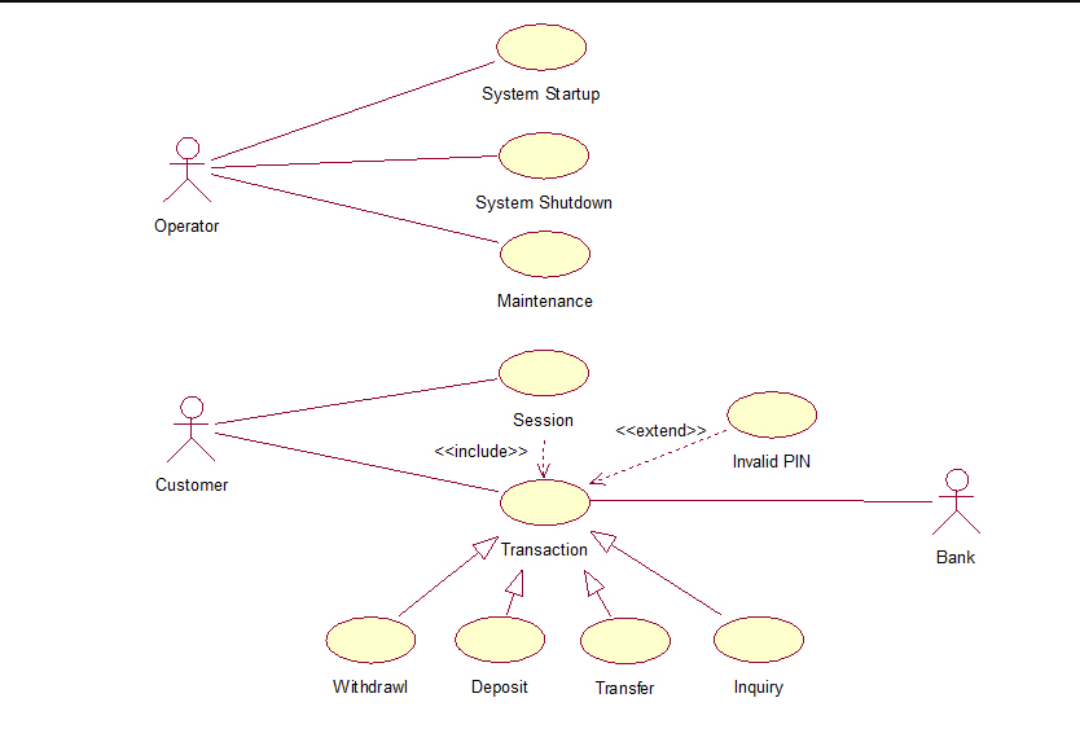 System Startup
System Shutdown
Operator
Maintenance
Session
<<extend>>
<<include>>
Invalid PIN
Customer
Transaction
Bank
Withdrawl
Deposit
Transfer
Inquiry